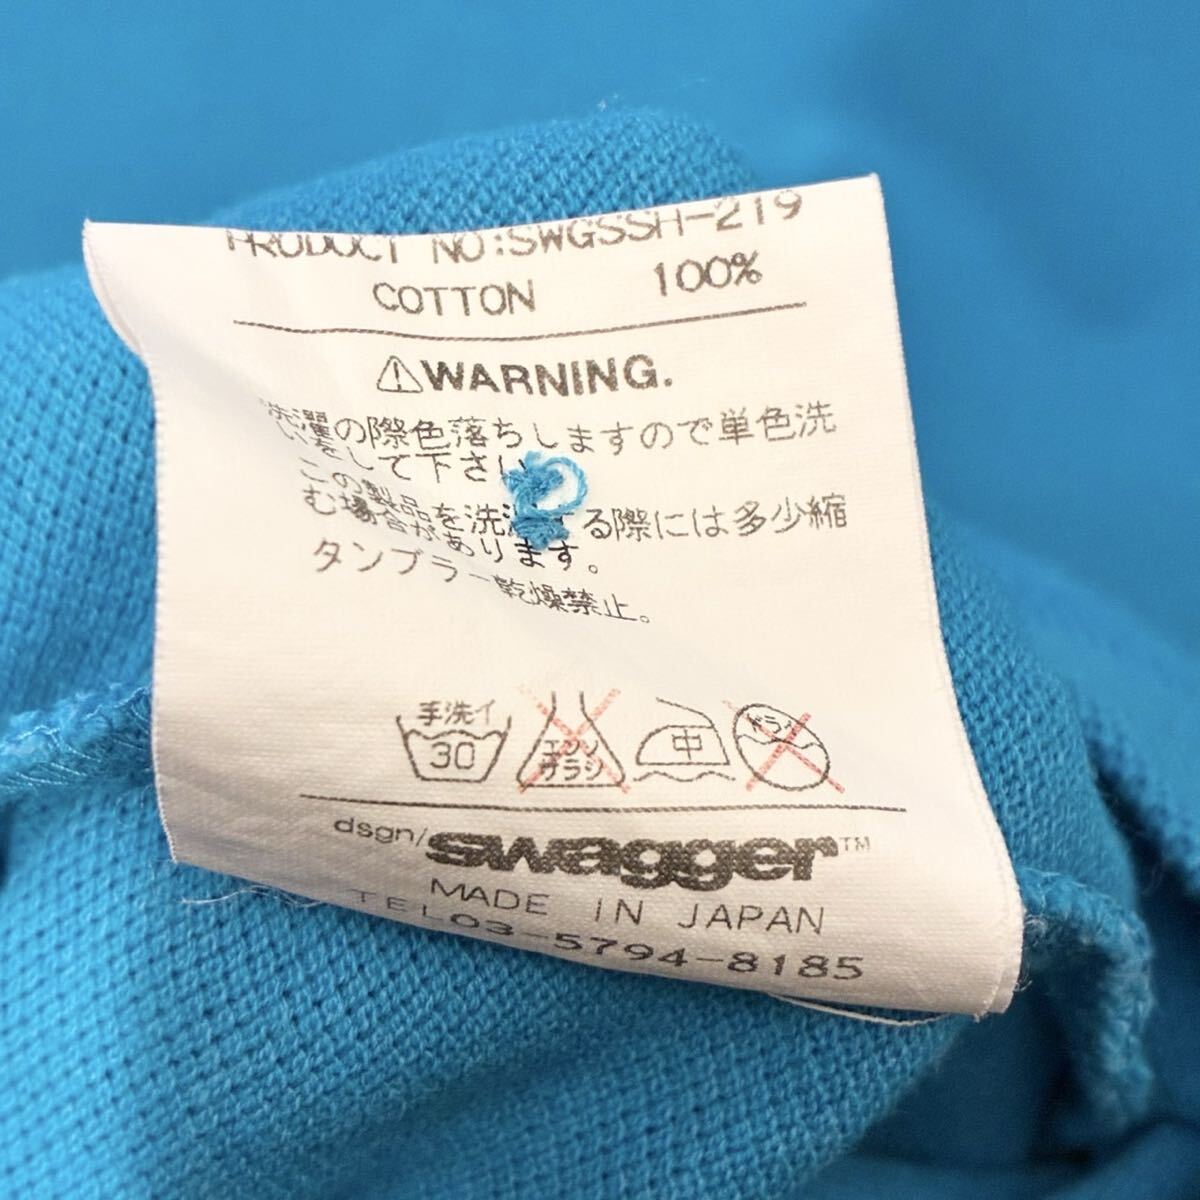 PRODUCT NO:SWGSSH-219
COTTON 100%
WARNING.
洗濯の際色落ちしますので単色洗
いをして下さい
この製品を洗濯する際には多少縮
む場合があります。
タンブラー乾燥禁止。
手洗イ
30
エンソ
サラシ
中
ドライ
dsgn/swagger™
MADE IN JAPAN
TEL03-5794-8185